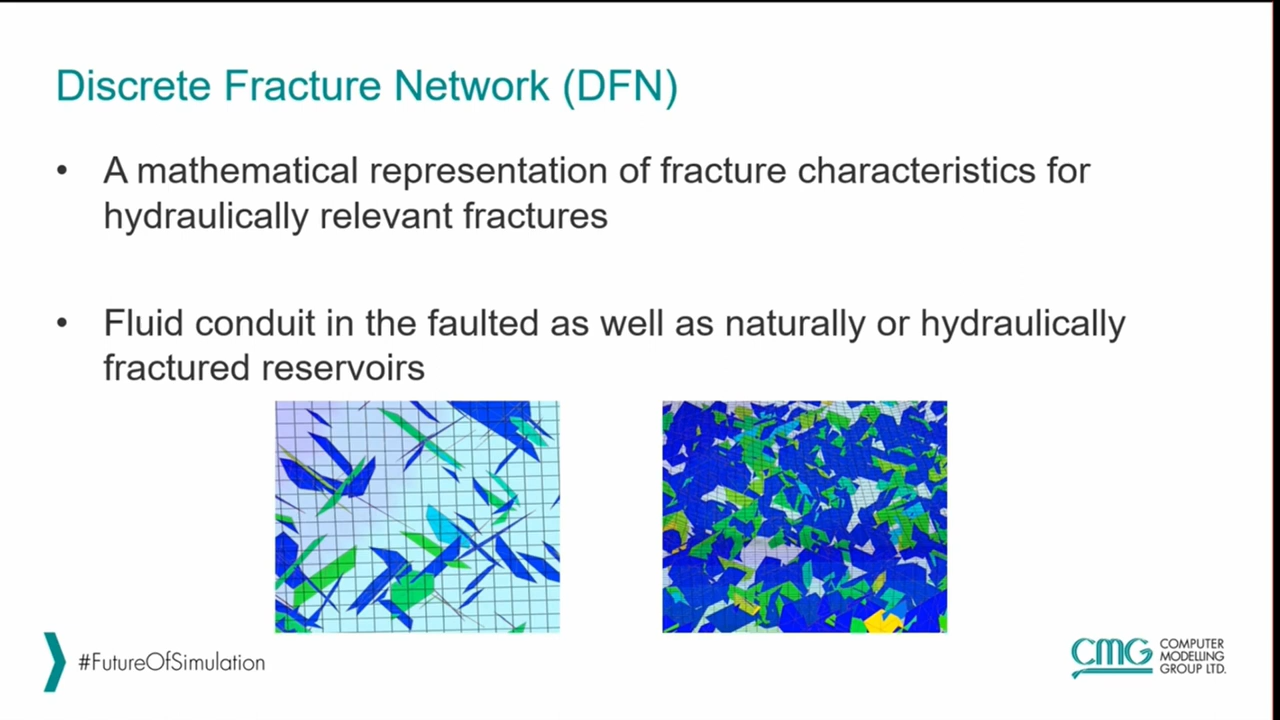 Discrete Fracture Network (DFN)
• A mathematical representation of fracture characteristics for
hydraulically relevant fractures
• Fluid conduit in the faulted as well as naturally or hydraulically
fractured reservoirs
#FutureOfSimulation
CMG
COMPUTER
MODELLING
GROUP LTD.